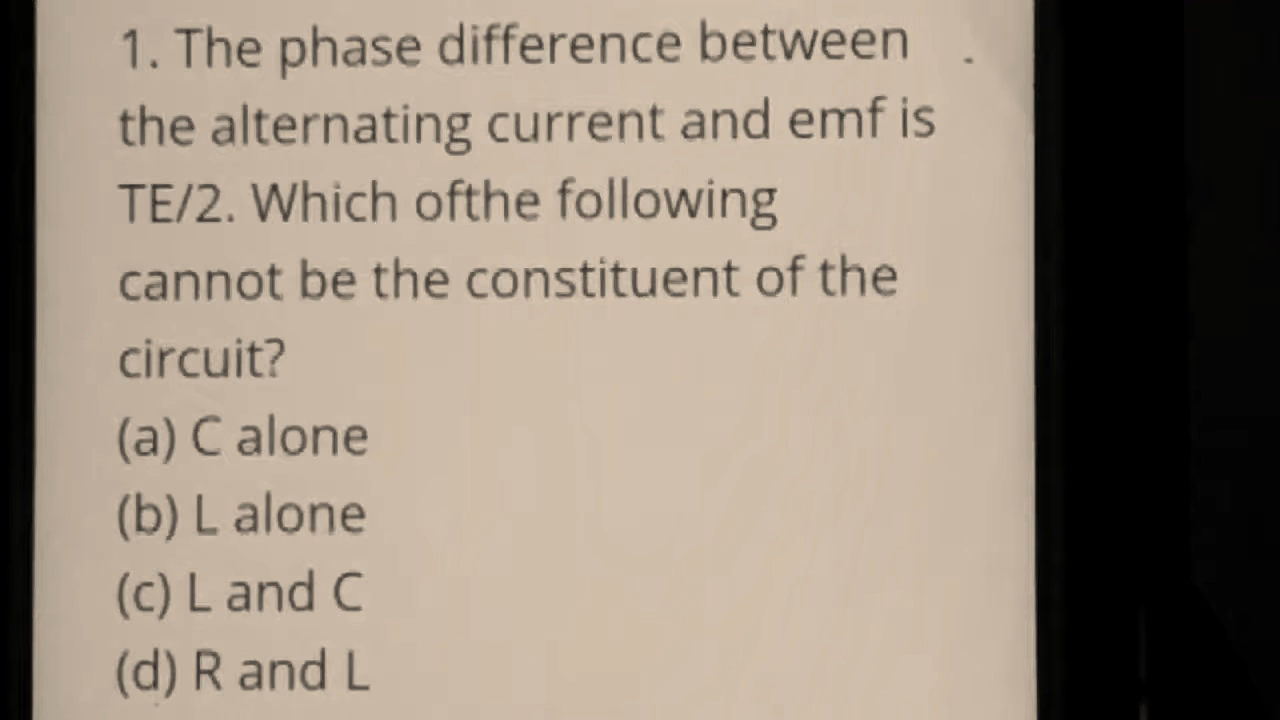 1. The phase difference between
the alternating current and emf is
TE/2. Which ofthe following
cannot be the constituent of the
circuit?
(a) C alone
(b) L alone
(c) L and C
(d) R and L